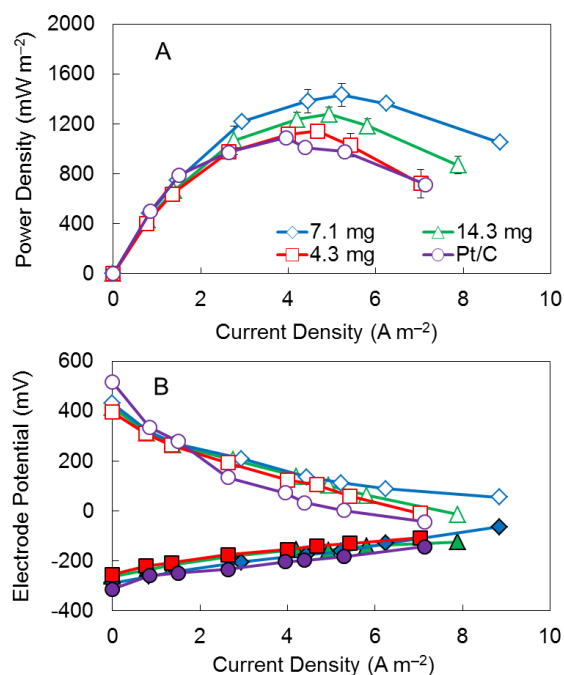 A
Power Density (mW m⁻²)
2000
1600
1200
800
400
0
7.1 mg
14.3 mg
4.3 mg
Pt/C
0 2 4 6 8 10
Current Density (A m⁻²)
B
Electrode Potential (mV)
600
400
200
0
-200
-400
0 2 4 6 8 10
Current Density (A m⁻²)